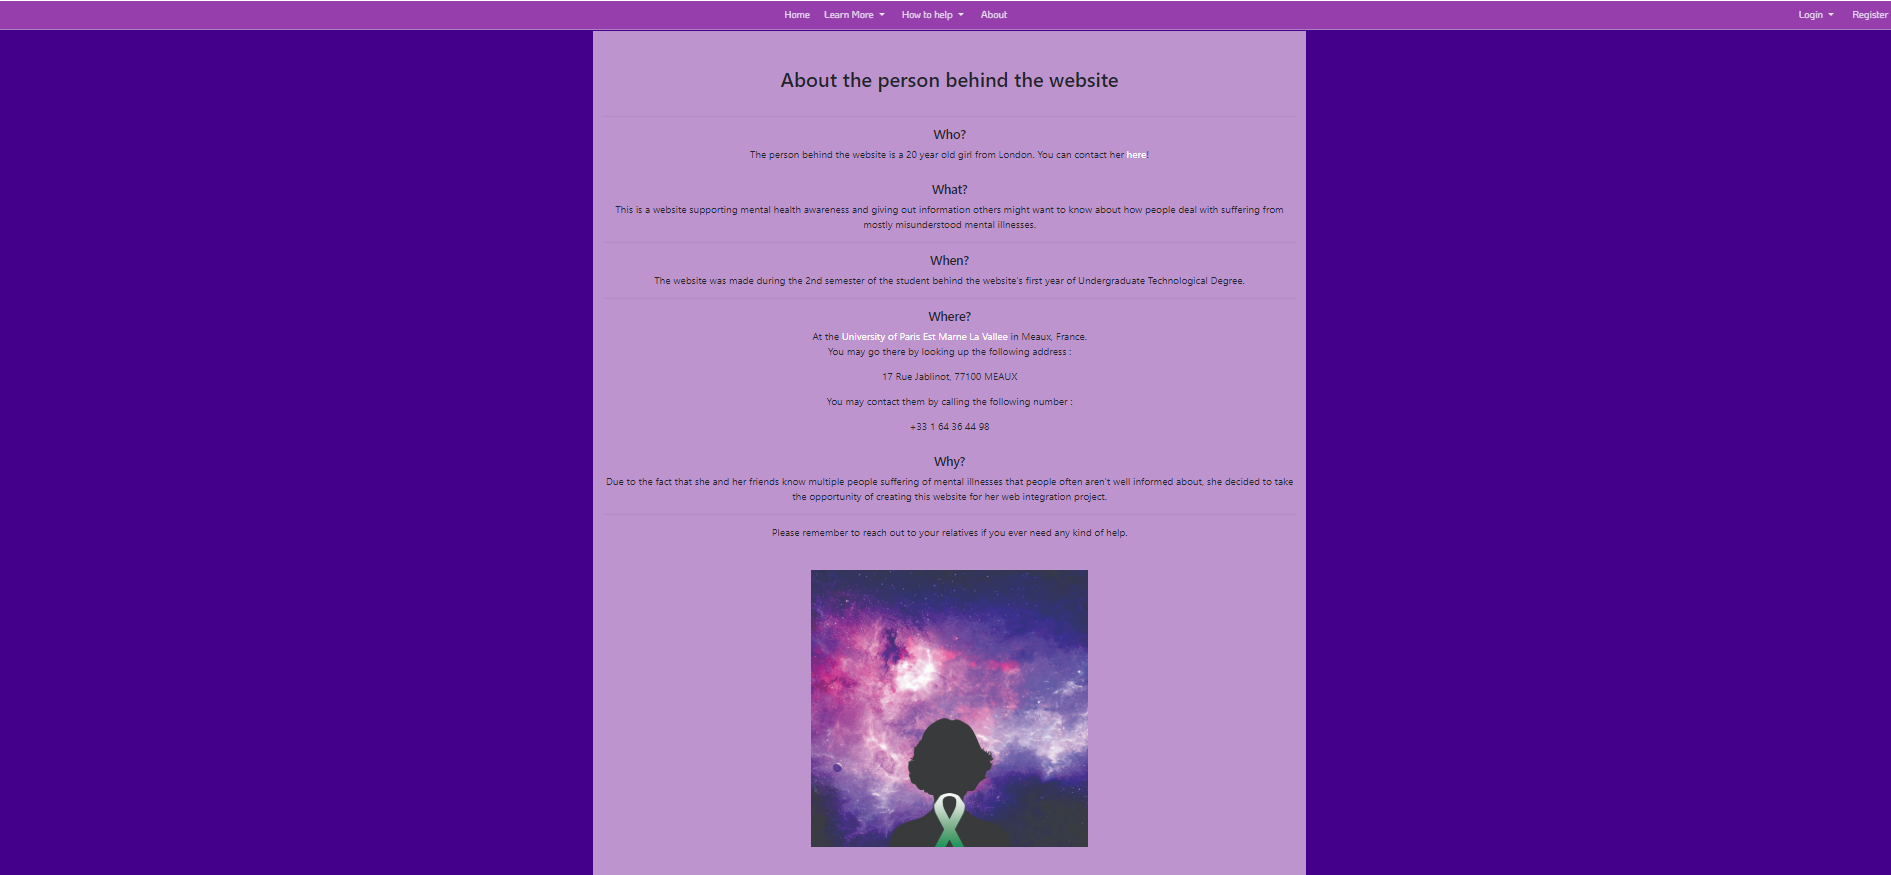 Home Learn More How to help About Login Register
About the person behind the website
Who?
The person behind the website is a 20 year old girl from London. You can contact her here!
What?
This is a website supporting mental health awareness and giving out information others might want to know about how people deal with suffering from
mostly misunderstood mental illnesses.
When?
The website was made during the 2nd semester of the student behind the website's first year of Undergraduate Technological Degree.
Where?
At the University of Paris Est Marne La Vallee in Meaux, France.
You may go there by looking up the following address :
17 Rue Jablinot, 77100 MEAUX
You may contact them by calling the following number :
+33 1 64 36 44 98
Why?
Due to the fact that she and her friends know multiple people suffering of mental illnesses that people often aren't well informed about, she decided to take
the opportunity of creating this website for her web integration project.
Please remember to reach out to your relatives if you ever need any kind of help.